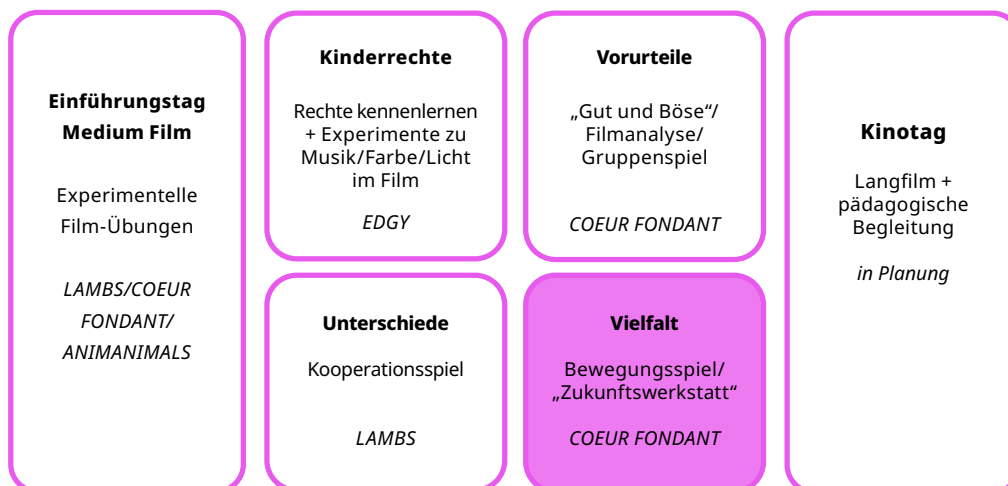 Einführungstag
Medium Film
Experimentelle
Film-Übungen
LAMBS/COEUR
FONDANT/
ANIMANIMALS
Kinderrechte
Rechte kennenlernen
+ Experimente zu
Musik/Farbe/Licht
im Film
EDGY
Vorurteile
„Gut und Böse“/
Filmanalyse/
Gruppenspiel
COEUR FONDANT
Unterschiede
Kooperationsspiel
LAMBS
Vielfalt
Bewegungsspiel/
„Zukunftswerkstatt“
COEUR FONDANT
Kinotag
Langfilm +
pädagogische
Begleitung
in Planung